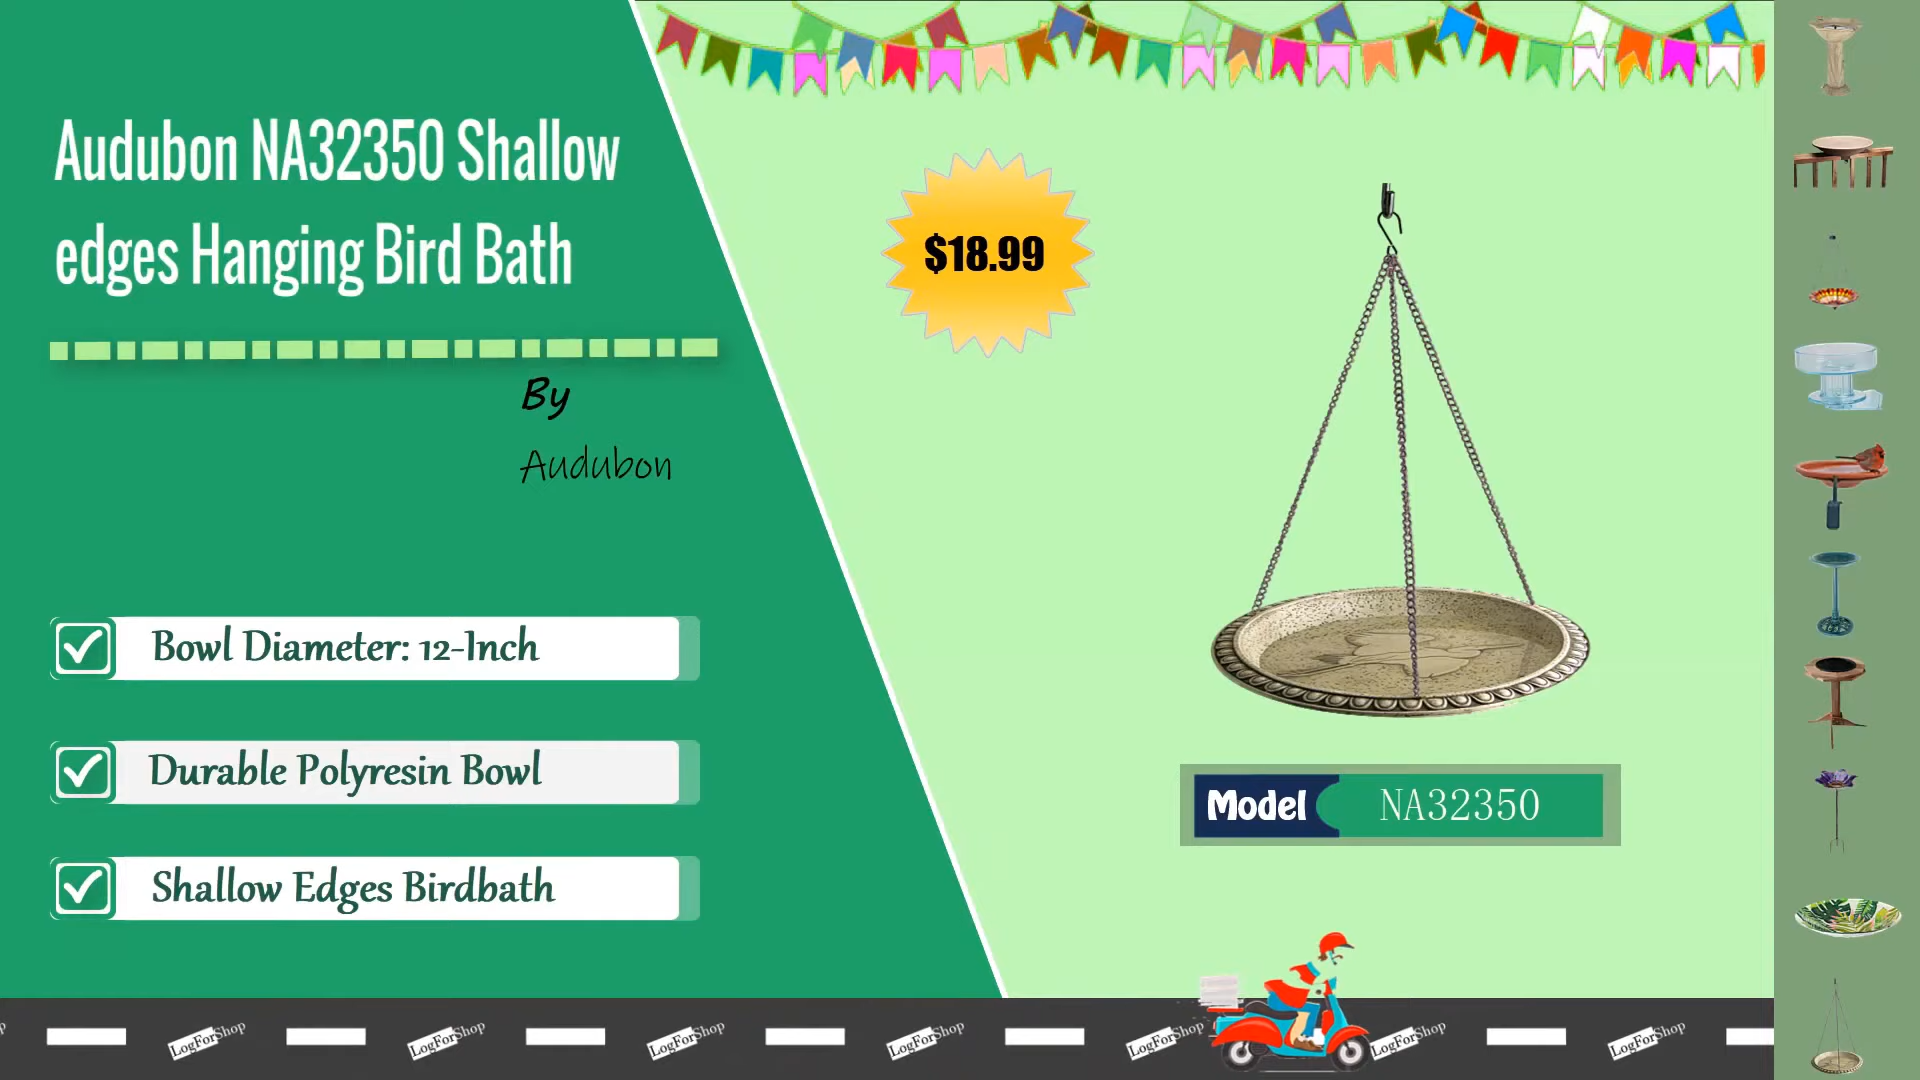 Audubon NA32350 Shallow
edges Hanging Bird Bath
By
Audubon
$18.99
Bowl Diameter: 12-Inch
Durable Polyresin Bowl
Shallow Edges Birdbath
Model NA32350
LogForShop LogForShop LogForShop LogForShop LogForShop LogForShop LogForShop